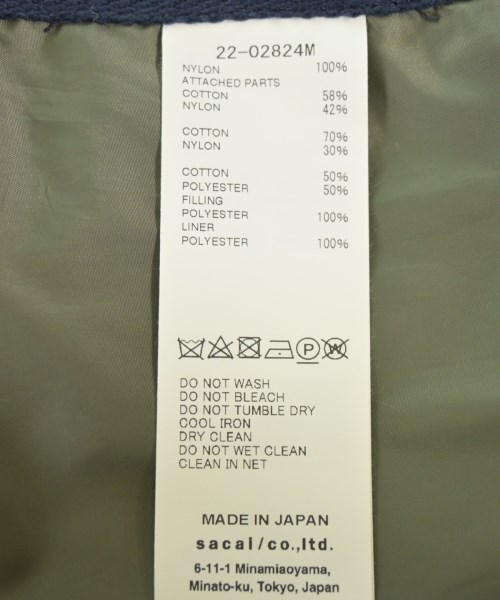 22-02824M
NYLON 100%
ATTACHED PARTS
COTTON 58%
NYLON 42%
COTTON 70%
NYLON 30%
COTTON 50%
POLYESTER 50%
FILLING
POLYESTER 100%
LINER
POLYESTER 100%
P W
DO NOT WASH
DO NOT BLEACH
DO NOT TUMBLE DRY
COOL IRON
DRY CLEAN
DO NOT WET CLEAN
CLEAN IN NET
MADE IN JAPAN
sacai/co.,ltd.
6-11-1 Minamiaoyama,
Minato-ku, Tokyo, Japan